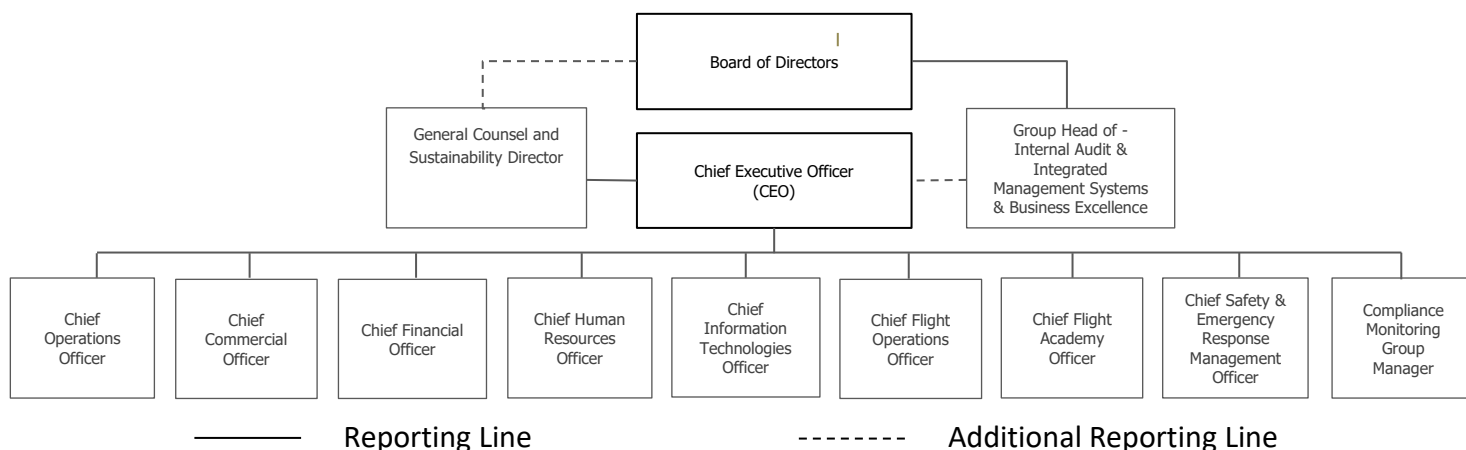 Board of Directors
General Counsel and
Sustainability Director
Chief Executive Officer
(CEO)
Group Head of -
Internal Audit &
Integrated
Management Systems
& Business Excellence
Chief
Operations
Officer
Chief
Commercial
Officer
Chief Financial
Officer
Chief Human
Resources
Officer
Chief
Information
Technologies
Officer
Chief Flight
Operations
Officer
Chief Flight
Academy
Officer
Chief Safety &
Emergency
Response
Management
Officer
Compliance
Monitoring
Group
Manager
Reporting Line
Additional Reporting Line